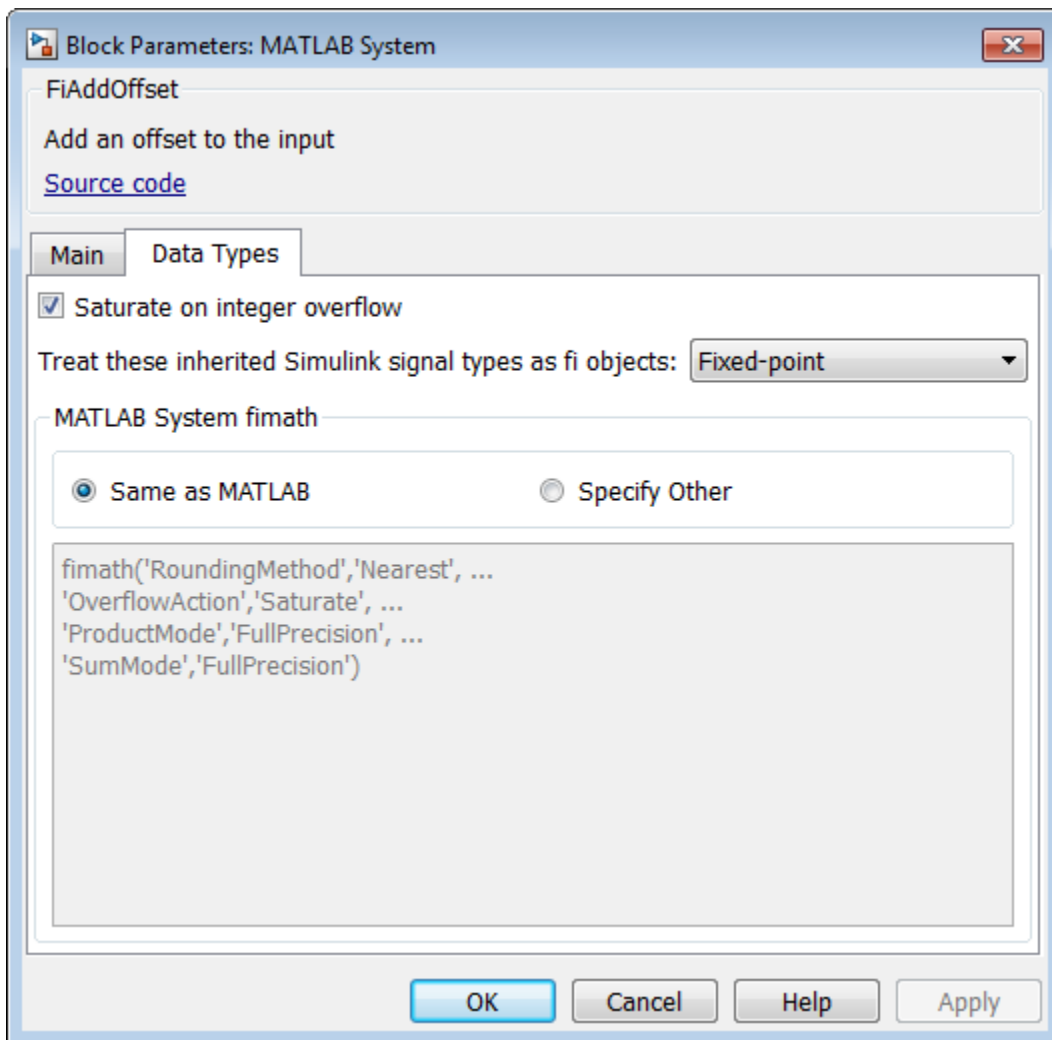 Block Parameters: MATLAB System
FiAddOffset
Add an offset to the input
Source code
Main Data Types
Saturate on integer overflow
Treat these inherited Simulink signal types as fi objects: Fixed-point
MATLAB System fimath
Same as MATLAB Specify Other
fimath('RoundingMethod','Nearest', ...
'OverflowAction','Saturate', ...
'ProductMode','FullPrecision', ...
'SumMode','FullPrecision')
OK Cancel Help Apply